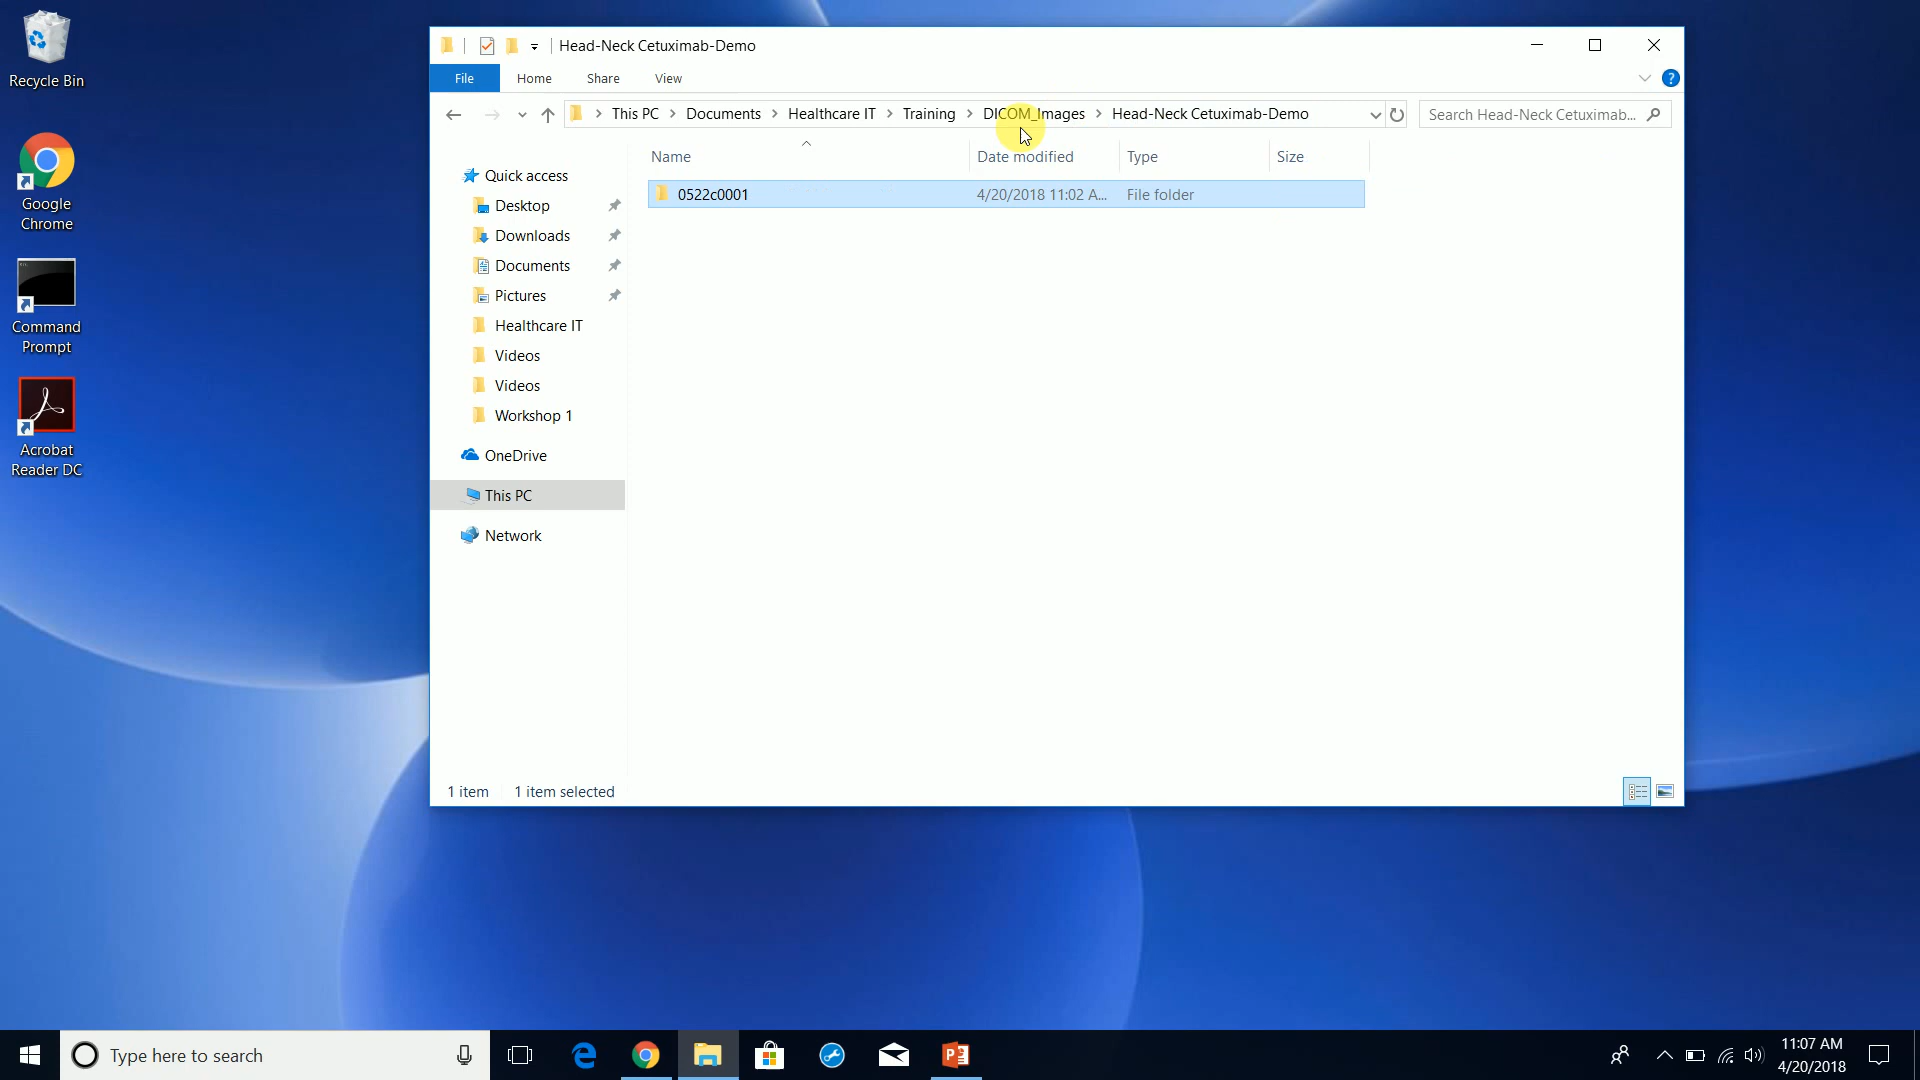 Recycle Bin
Google
Chrome
Command
Prompt
Acrobat
Reader DC
Head-Neck Cetuximab-Demo
File Home Share View
This PC Documents Healthcare IT Training DICOM_Images Head-Neck Cetuximab-Demo
Search Head-Neck Cetuximab...
Name Date modified Type Size
0522c0001 4/20/2018 11:02 A... File folder
Quick access
Desktop
Downloads
Documents
Pictures
Healthcare IT
Videos
Videos
Workshop 1
OneDrive
This PC
Network
1 item 1 item selected
Type here to search
11:07 AM
4/20/2018